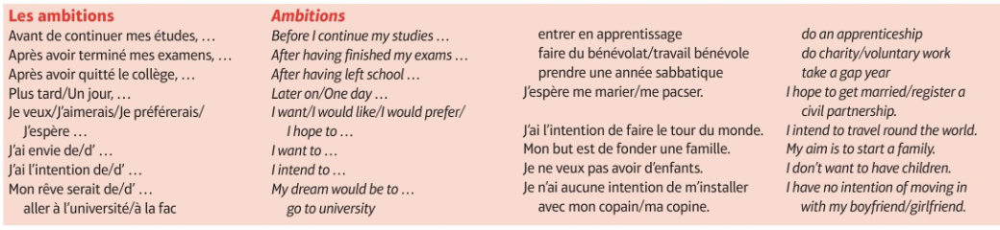 Les ambitions
Avant de continuer mes études, …
Après avoir terminé mes examens, …
Après avoir quitté le collège, …
Plus tard/Un jour, …
Je veux/J’aimerais/Je préférerais/
J’espère …
J’ai envie de/d’ …
J’ai l’intention de/d’ …
Mon rêve serait de/d’ …
aller à l’université/à la fac
Ambitions
Before I continue my studies …
After having finished my exams …
After having left school …
Later on/One day …
I want/I would like/I would prefer/
I hope to …
I want to …
I intend to …
My dream would be to …
go to university
entrer en apprentissage
faire du bénévolat/travail bénévole
prendre une année sabbatique
J’espère me marier/me pacser.
J’ai l’intention de faire le tour du monde.
Mon but est de fonder une famille.
Je ne veux pas avoir d’enfants.
Je n’ai aucune intention de m’installer
avec mon copain/ma copine.
do an apprenticeship
do charity/voluntary work
take a gap year
I hope to get married/register a
civil partnership.
I intend to travel round the world.
My aim is to start a family.
I don’t want to have children.
I have no intention of moving in
with my boyfriend/girlfriend.